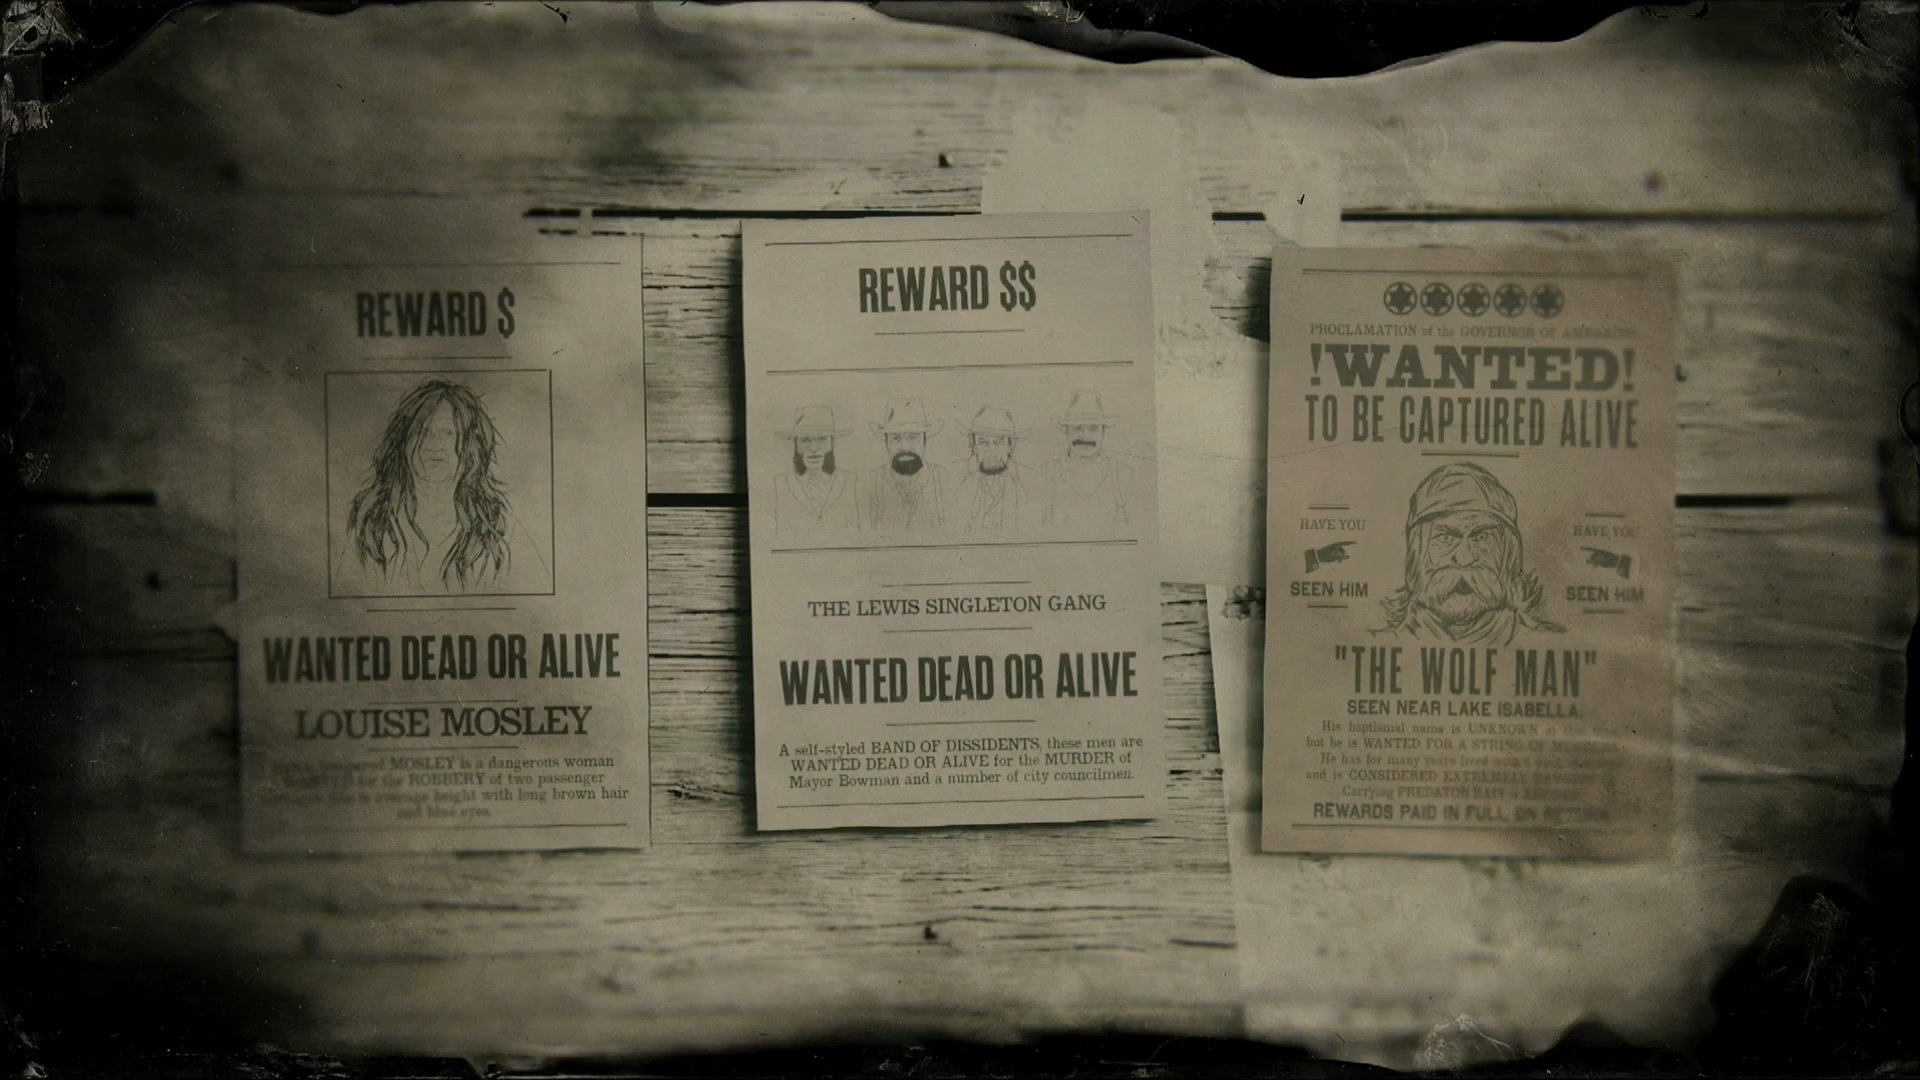 REWARD $
WANTED DEAD OR ALIVE
LOUISE MOSLEY
MOSLEY is a dangerous woman
for the ROBBERY of two passenger
is average height with long brown hair
and blue eyes.
REWARD $$
THE LEWIS SINGLETON GANG
WANTED DEAD OR ALIVE
A self-styled BAND OF DISSIDENTS, these men are
WANTED DEAD OR ALIVE for the MURDER of
Mayor Bowman and a number of city councilmen.
PROCLAMATION of the GOVERNOR OF
!WANTED!
TO BE CAPTURED ALIVE
HAVE YOU
SEEN HIM
HAVE YOU
SEEN HIM
"THE WOLF MAN"
SEEN NEAR LAKE ISABELLA.
His baptismal name is UNKNOWN at
but he is WANTED FOR A STRING OF
He has for many years lived
and is CONSIDERED EXTREMELY
Carrying PREDATOR BAIT
REWARDS PAID IN FULL ON